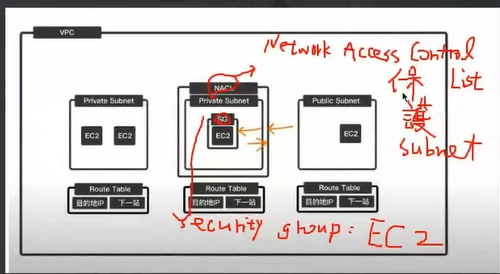 VPC
Network Access Control List
保護 subnet
NACL
Private Subnet
Private Subnet
Public Subnet
SG
EC2
EC2
EC2
EC2
Route Table
Route Table
Route Table
目的地IP
下一站
目的地IP
下一站
目的地IP
下一站
security group: EC2